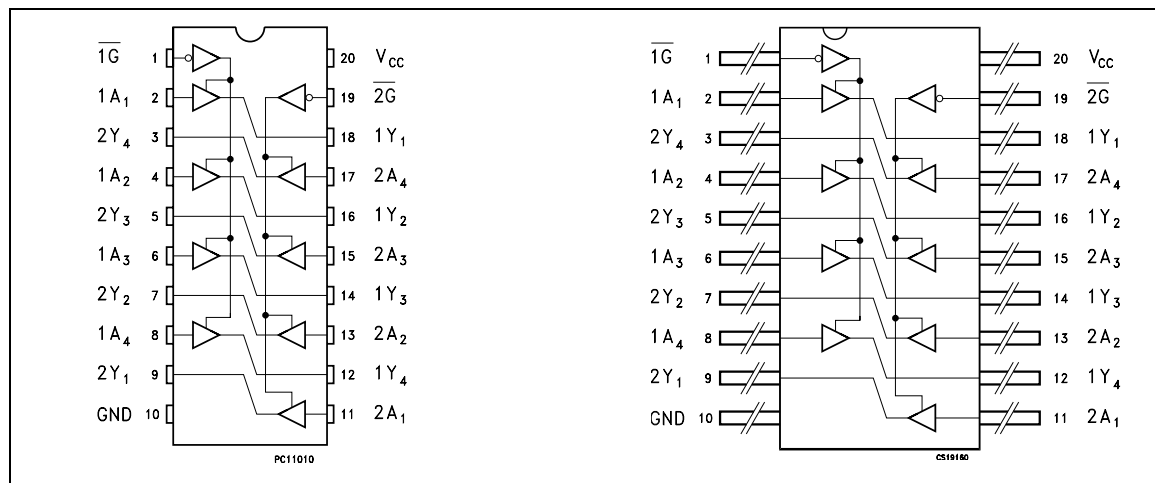 1G 1 20 VCC
1A1 2 19 2G
2Y4 3 18 1Y1
1A2 4 17 2A4
2Y3 5 16 1Y2
1A3 6 15 2A3
2Y2 7 14 1Y3
1A4 8 13 2A2
2Y1 9 12 1Y4
GND 10 11 2A1
PC11010
1G 1 20 VCC
1A1 2 19 2G
2Y4 3 18 1Y1
1A2 4 17 2A4
2Y3 5 16 1Y2
1A3 6 15 2A3
2Y2 7 14 1Y3
1A4 8 13 2A2
2Y1 9 12 1Y4
GND 10 11 2A1
CS19160